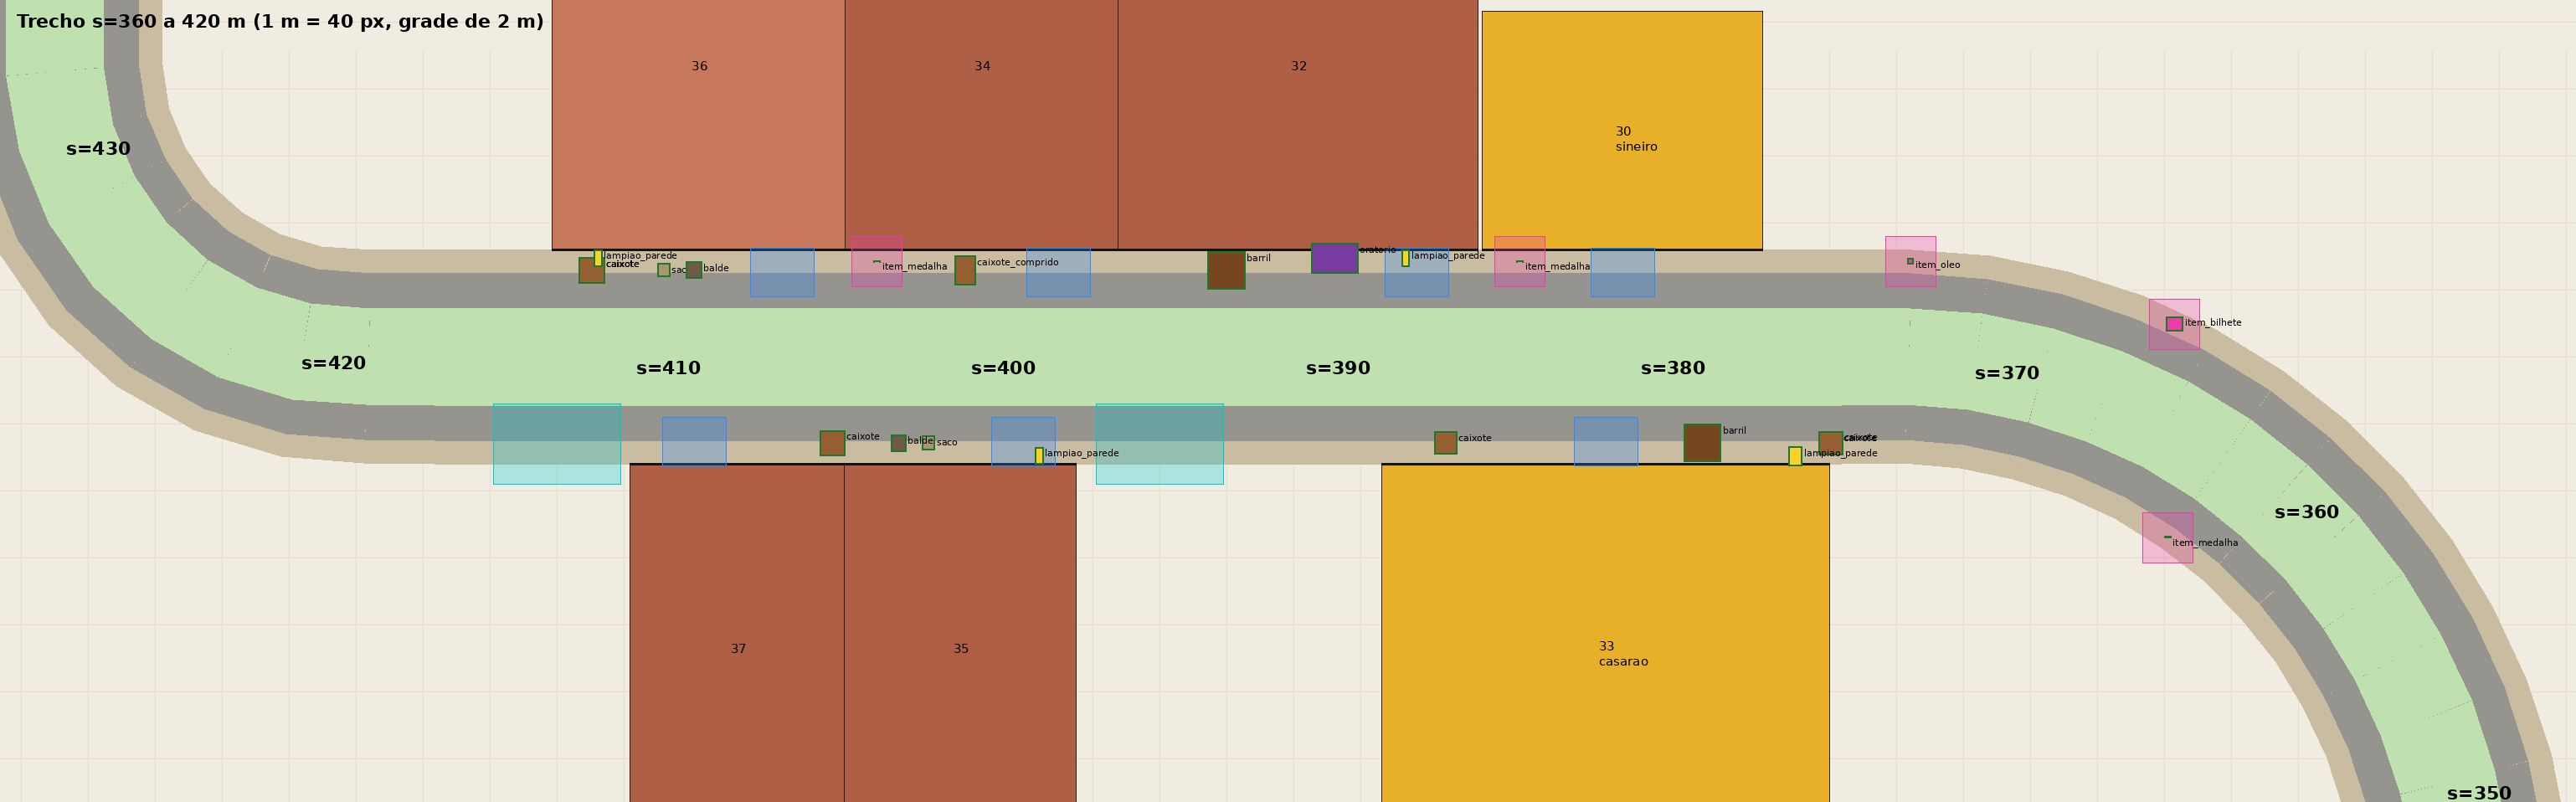 Trecho s=360 a 420 m (1 m = 40 px, grade de 2 m)
36
34
32
30
sineiro
s=430
lampiao_parede
caixote
saco
balde
item_medalha
caixote_comprido
barril
oratorio
lampiao_parede
item_medalha
item_oleo
item_bilhete
s=420
s=410
s=400
s=390
s=380
s=370
caixote
balde
saco
lampiao_parede
caixote
barril
caixote
lampiao_parede
s=360
item_medalha
37
35
33
casarao
s=350